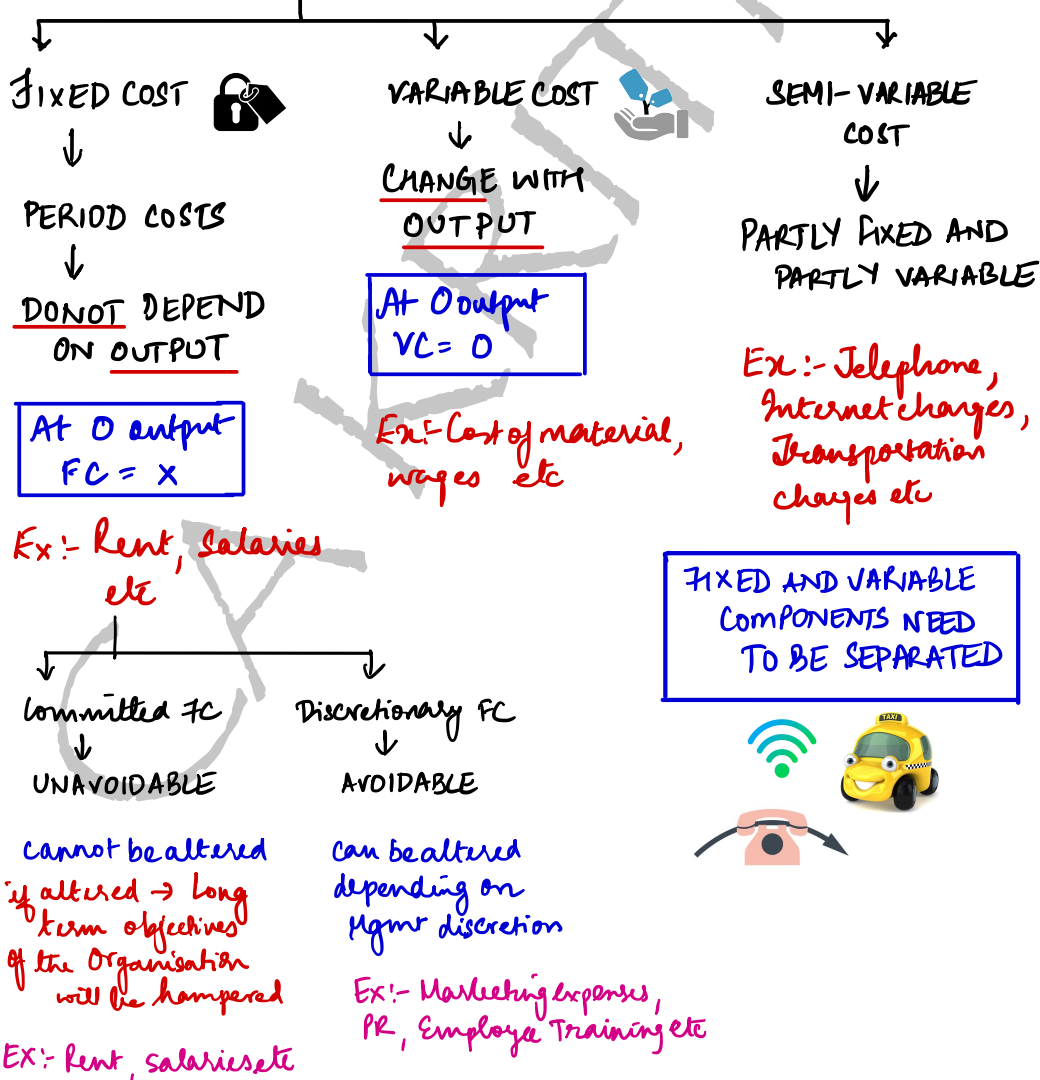 FIXED COST
PERIOD COSTS
DO NOT DEPEND
ON OUTPUT
At 0 output
FC = x
Ex:- Rent, Salaries
etc
Committed FC
UNAVOIDABLE
cannot be altered
if altered → Long
term objectives
of the Organisation
will be hampered
EX:- Rent, salaries etc
Discretionary FC
AVOIDABLE
can be altered
depending on
Mgmt discretion
Ex:- Marketing expenses,
PR, Employee Training etc
VARIABLE COST
CHANGE WITH
OUTPUT
At 0 output
VC = 0
Ex:- Cost of material,
wages etc
SEMI-VARIABLE
COST
PARTLY FIXED AND
PARTLY VARIABLE
Ex:- Telephone,
Internet charges,
Transportation
charges etc
FIXED AND VARIABLE
COMPONENTS NEED
TO BE SEPARATED
TAXI